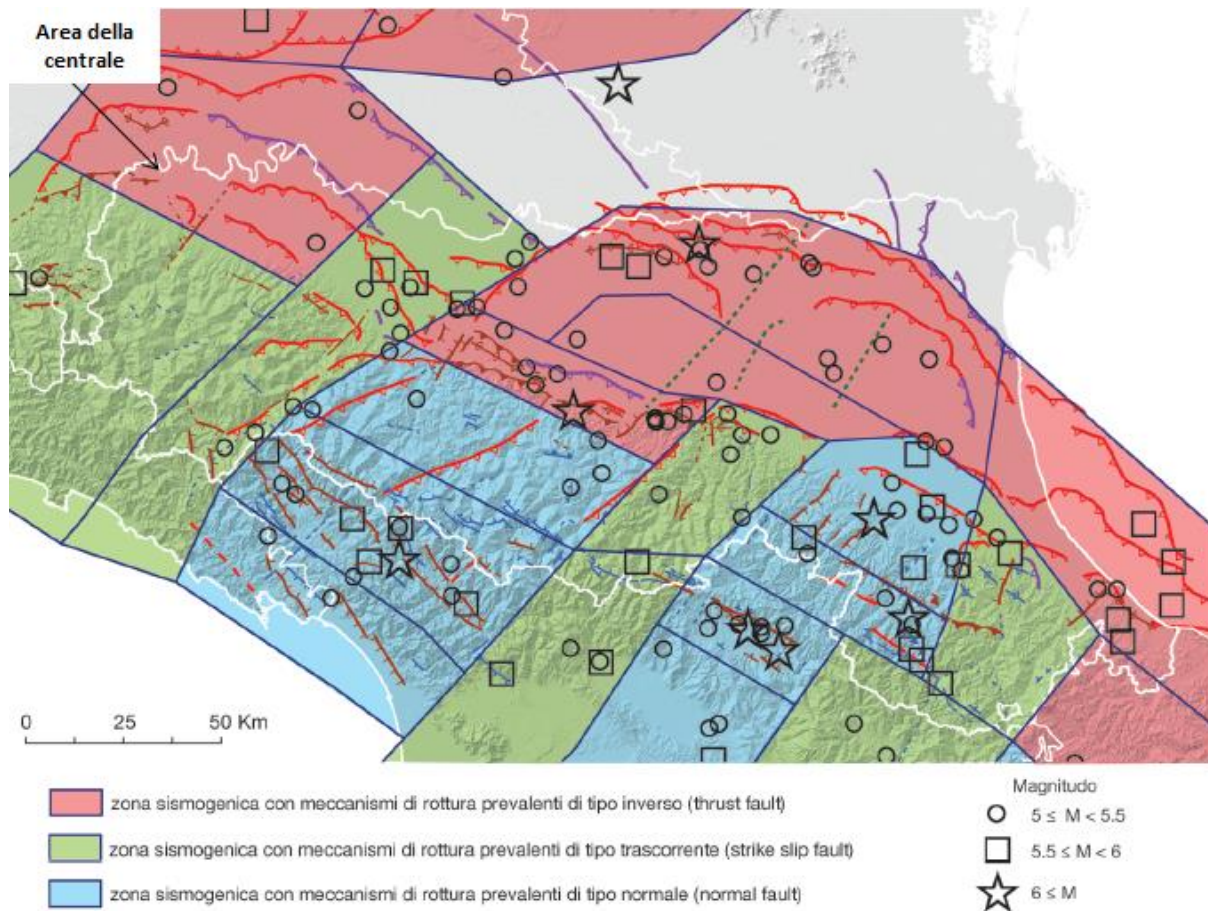 Area della
centrale
0 25 50 Km
zona sismogenica con meccanismi di rottura prevalenti di tipo inverso (thrust fault)
zona sismogenica con meccanismi di rottura prevalenti di tipo trascorrente (strike slip fault)
zona sismogenica con meccanismi di rottura prevalenti di tipo normale (normal fault)
Magnitudo
5 ≤ M < 5.5
5.5 ≤ M < 6
6 ≤ M